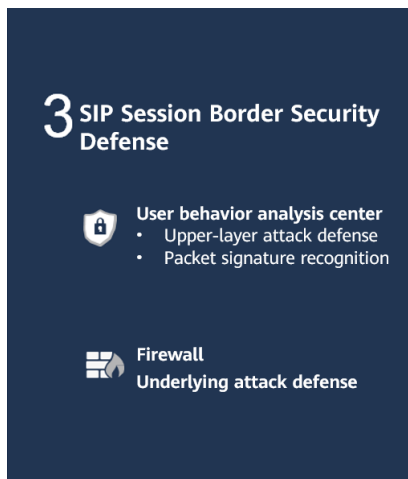 3 SIP Session Border Security
Defense
User behavior analysis center
• Upper-layer attack defense
• Packet signature recognition
Firewall
Underlying attack defense